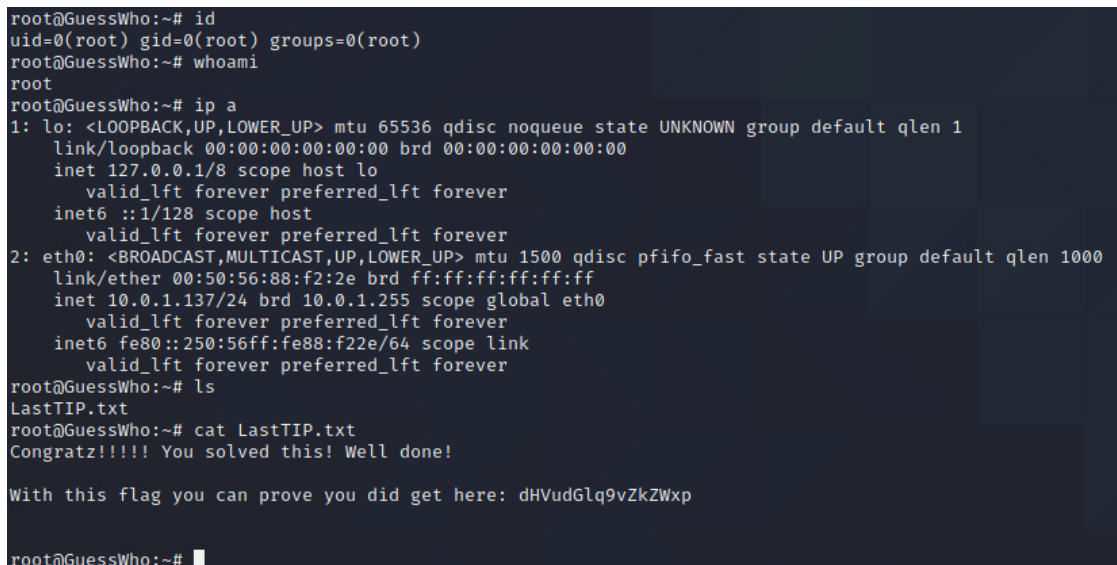 root@GuessWho:~# id
uid=0(root) gid=0(root) groups=0(root)
root@GuessWho:~# whoami
root
root@GuessWho:~# ip a
1: lo: <LOOPBACK,UP,LOWER_UP> mtu 65536 qdisc noqueue state UNKNOWN group default qlen 1
    link/loopback 00:00:00:00:00:00 brd 00:00:00:00:00:00
    inet 127.0.0.1/8 scope host lo
       valid_lft forever preferred_lft forever
    inet6 ::1/128 scope host
       valid_lft forever preferred_lft forever
2: eth0: <BROADCAST,MULTICAST,UP,LOWER_UP> mtu 1500 qdisc pfifo_fast state UP group default qlen 1000
    link/ether 00:50:56:88:f2:2e brd ff:ff:ff:ff:ff:ff
    inet 10.0.1.137/24 brd 10.0.1.255 scope global eth0
       valid_lft forever preferred_lft forever
    inet6 fe80::250:56ff:fe88:f22e/64 scope link
       valid_lft forever preferred_lft forever
root@GuessWho:~# ls
LastTIP.txt
root@GuessWho:~# cat LastTIP.txt
Congratz!!!!! You solved this! Well done!
With this flag you can prove you did get here: dHVudGlq9vZkZWxp
root@GuessWho:~#